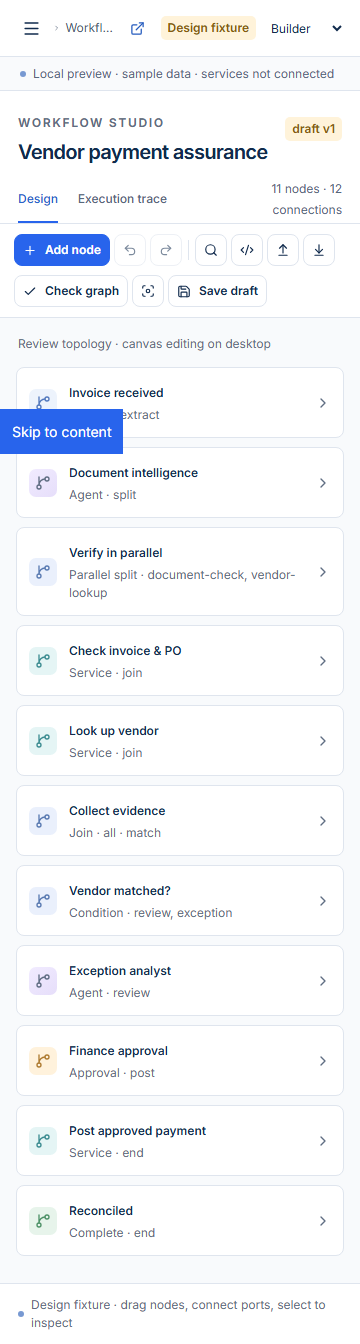 › Workfl...
Design fixture
Builder
Local preview · sample data · services not connected
WORKFLOW STUDIO
draft v1
Vendor payment assurance
Design
Execution trace
11 nodes · 12
connections
Add node
Check graph
Save draft
Review topology · canvas editing on desktop
Invoice received
extract
Skip to content
Document intelligence
Agent · split
Verify in parallel
Parallel split · document-check, vendor-
lookup
Check invoice & PO
Service · join
Look up vendor
Service · join
Collect evidence
Join · all · match
Vendor matched?
Condition · review, exception
Exception analyst
Agent · review
Finance approval
Approval · post
Post approved payment
Service · end
Reconciled
Complete · end
Design fixture · drag nodes, connect ports, select to
inspect